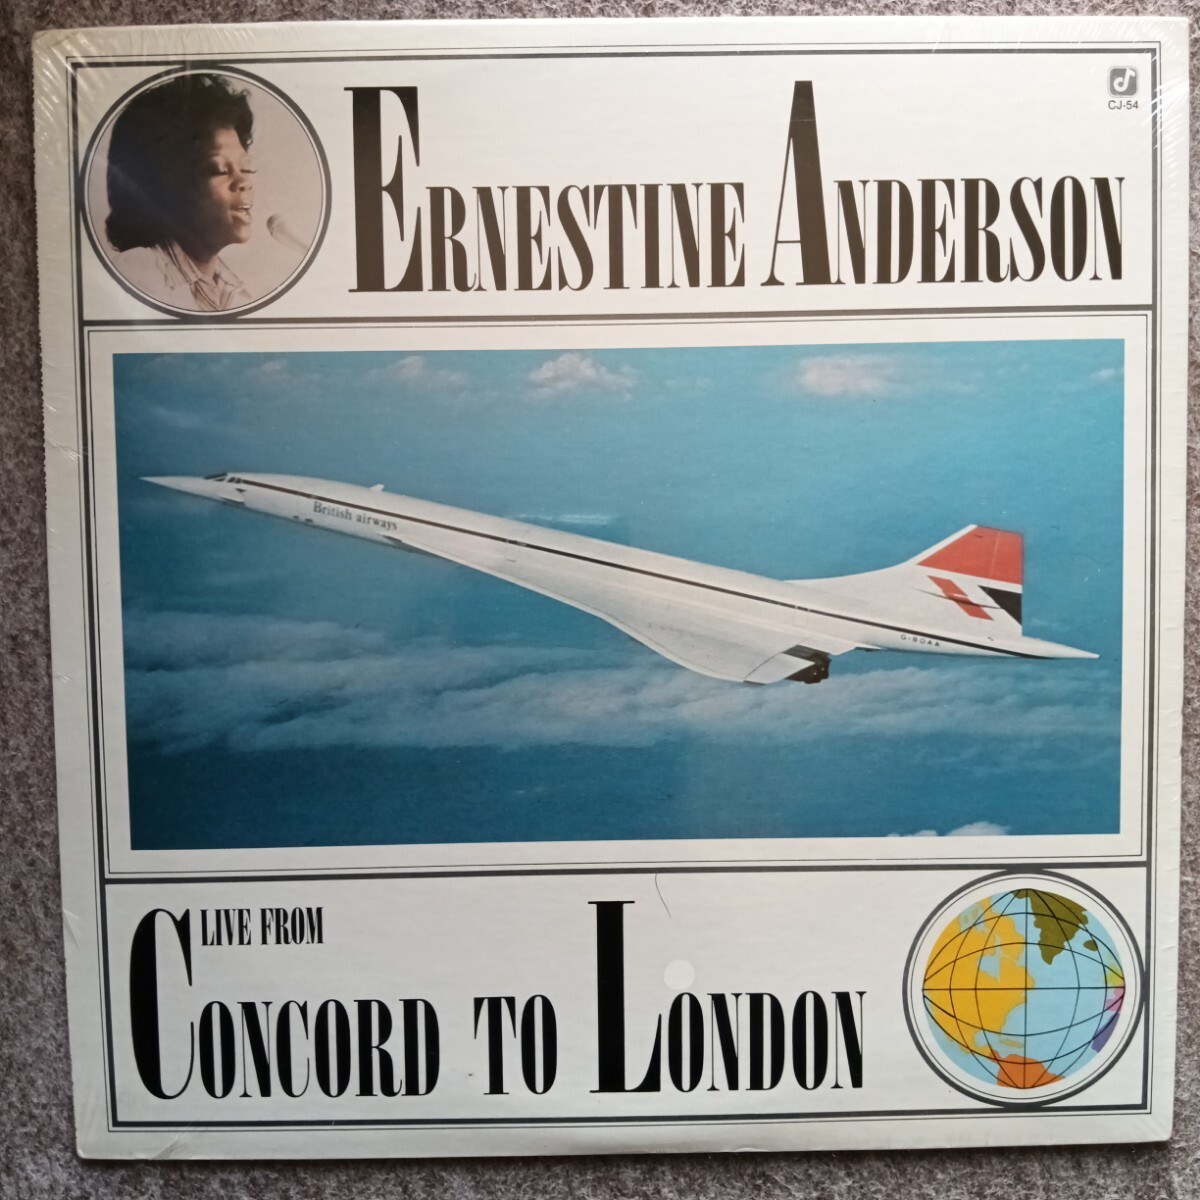 CJ-54
ERNESTINE ANDERSON
British airways
G-BOAA
LIVE FROM
CONCORD TO LONDON